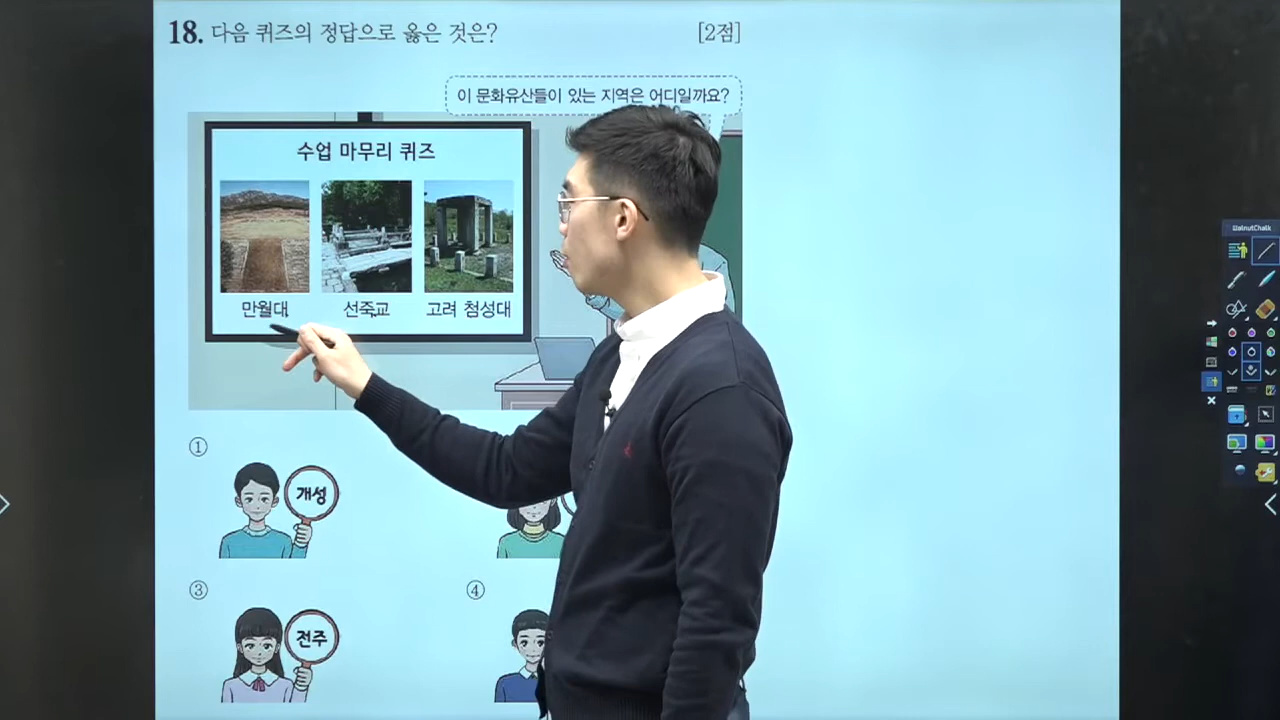 18. 다음 퀴즈의 정답으로 옳은 것은? [2점]
이 문화유산들이 있는 지역은 어디일까요?
수업 마무리 퀴즈
만월대 선죽교 고려 첨성대
①
개성
③ ④
전주
WalnutChalk